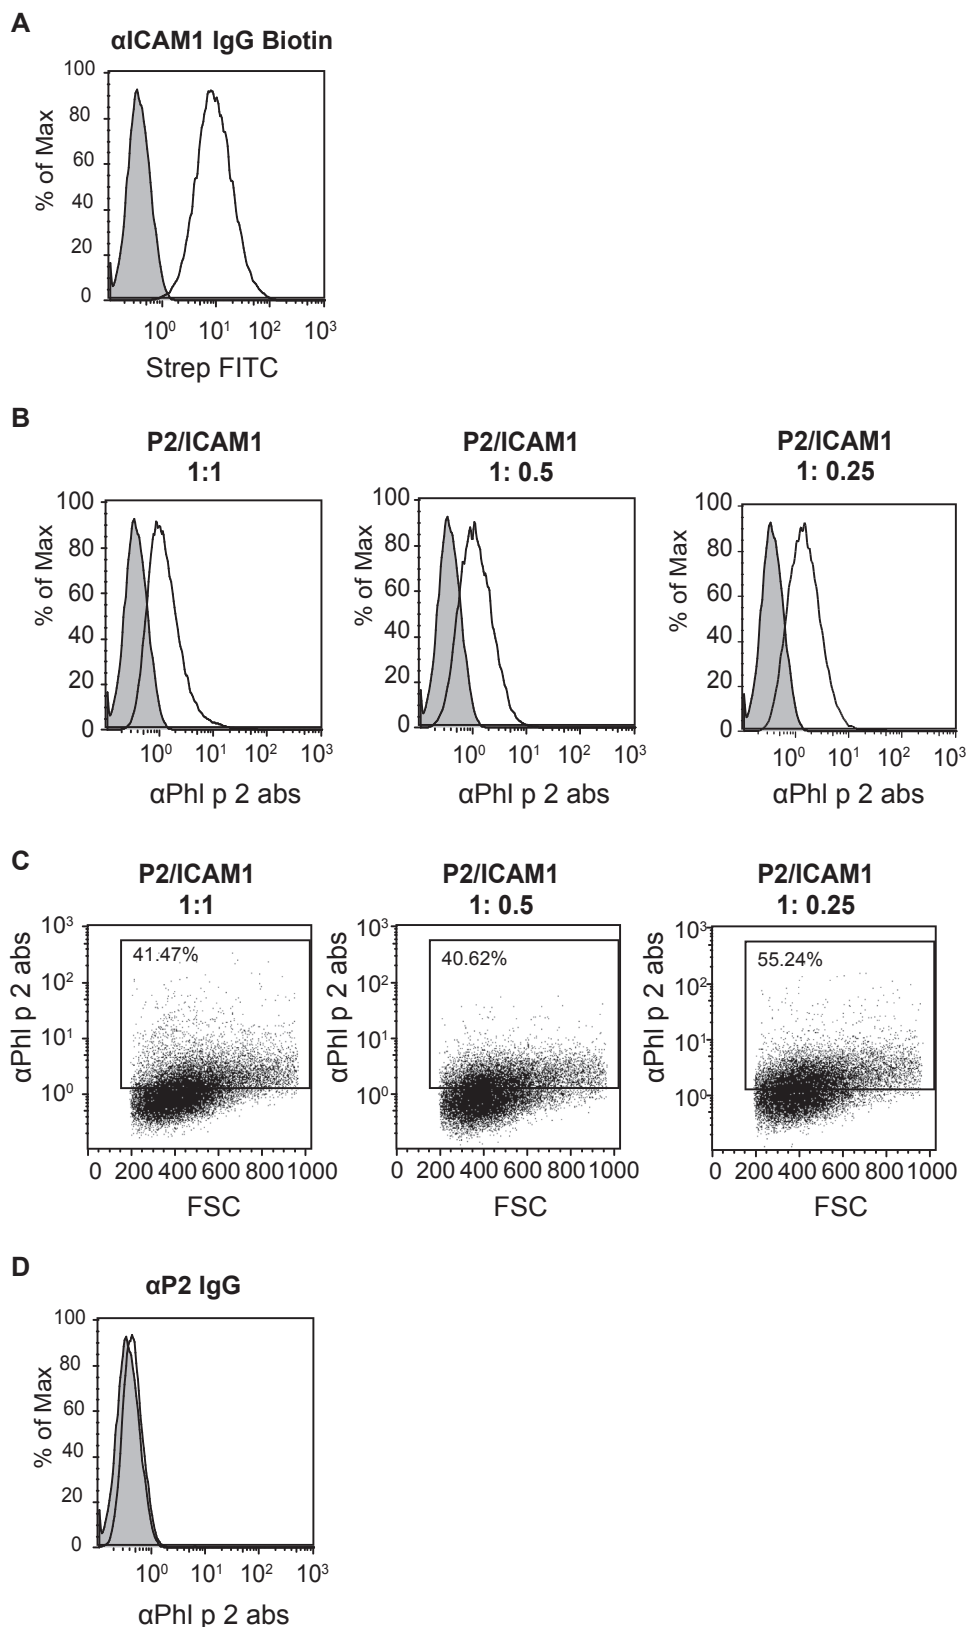 A
αICAM1 IgG Biotin
100
80
60
40
20
0
% of Max
10⁰ 10¹ 10² 10³
Strep FITC
B
P2/ICAM1
1:1
100
80
60
40
20
0
% of Max
10⁰ 10¹ 10² 10³
αPhl p 2 abs
P2/ICAM1
1: 0.5
100
80
60
40
20
0
% of Max
10⁰ 10¹ 10² 10³
αPhl p 2 abs
P2/ICAM1
1: 0.25
100
80
60
40
20
0
% of Max
10⁰ 10¹ 10² 10³
αPhl p 2 abs
C
P2/ICAM1
1:1
10³
10²
10¹
10⁰
αPhl p 2 abs
41.47%
0 200 400 600 800 1000
FSC
P2/ICAM1
1: 0.5
10³
10²
10¹
10⁰
αPhl p 2 abs
40.62%
0 200 400 600 800 1000
FSC
P2/ICAM1
1: 0.25
10³
10²
10¹
10⁰
αPhl p 2 abs
55.24%
0 200 400 600 800 1000
FSC
D
αP2 IgG
100
80
60
40
20
0
% of Max
10⁰ 10¹ 10² 10³
αPhl p 2 abs